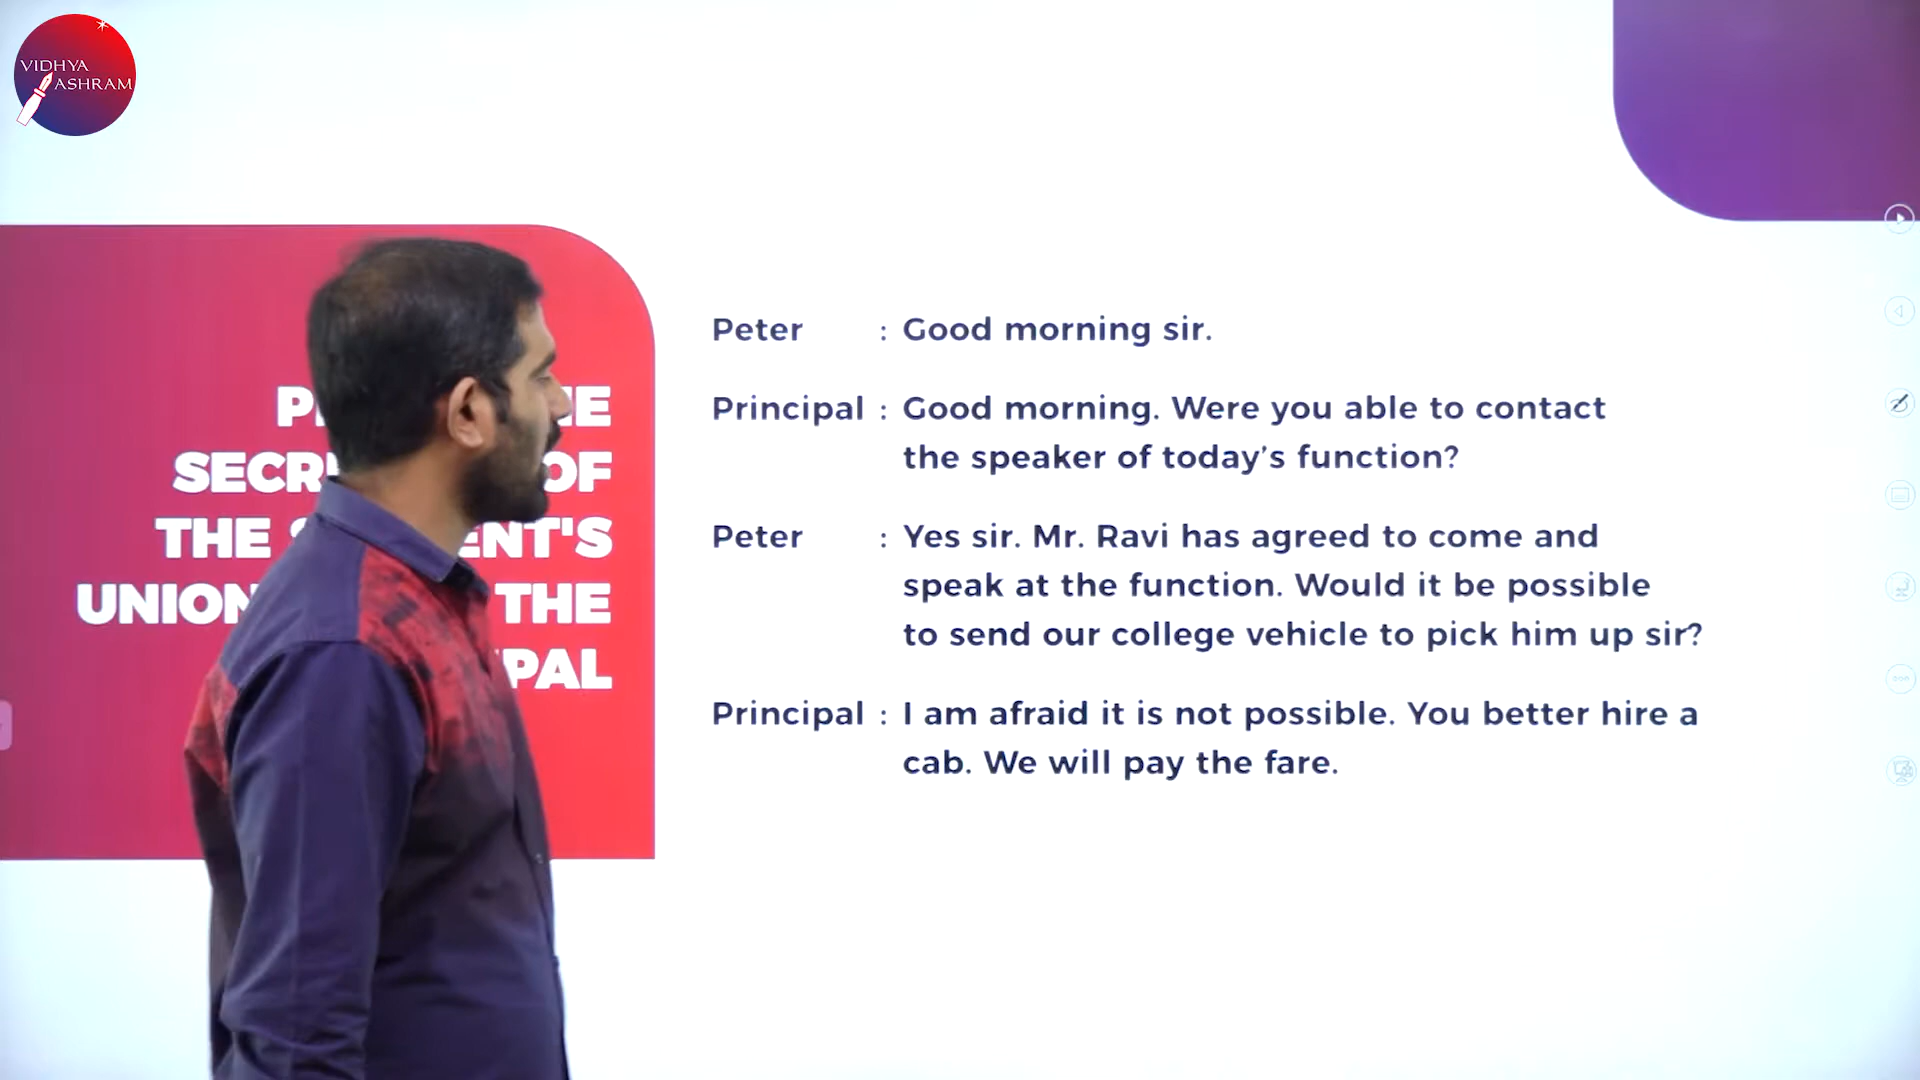 VIDHYA
ASHRAM
OF
THE
UNION THE
Peter : Good morning sir.
Principal : Good morning. Were you able to contact
the speaker of today's function?
Peter : Yes sir. Mr. Ravi has agreed to come and
speak at the function. Would it be possible
to send our college vehicle to pick him up sir?
Principal : I am afraid it is not possible. You better hire a
cab. We will pay the fare.